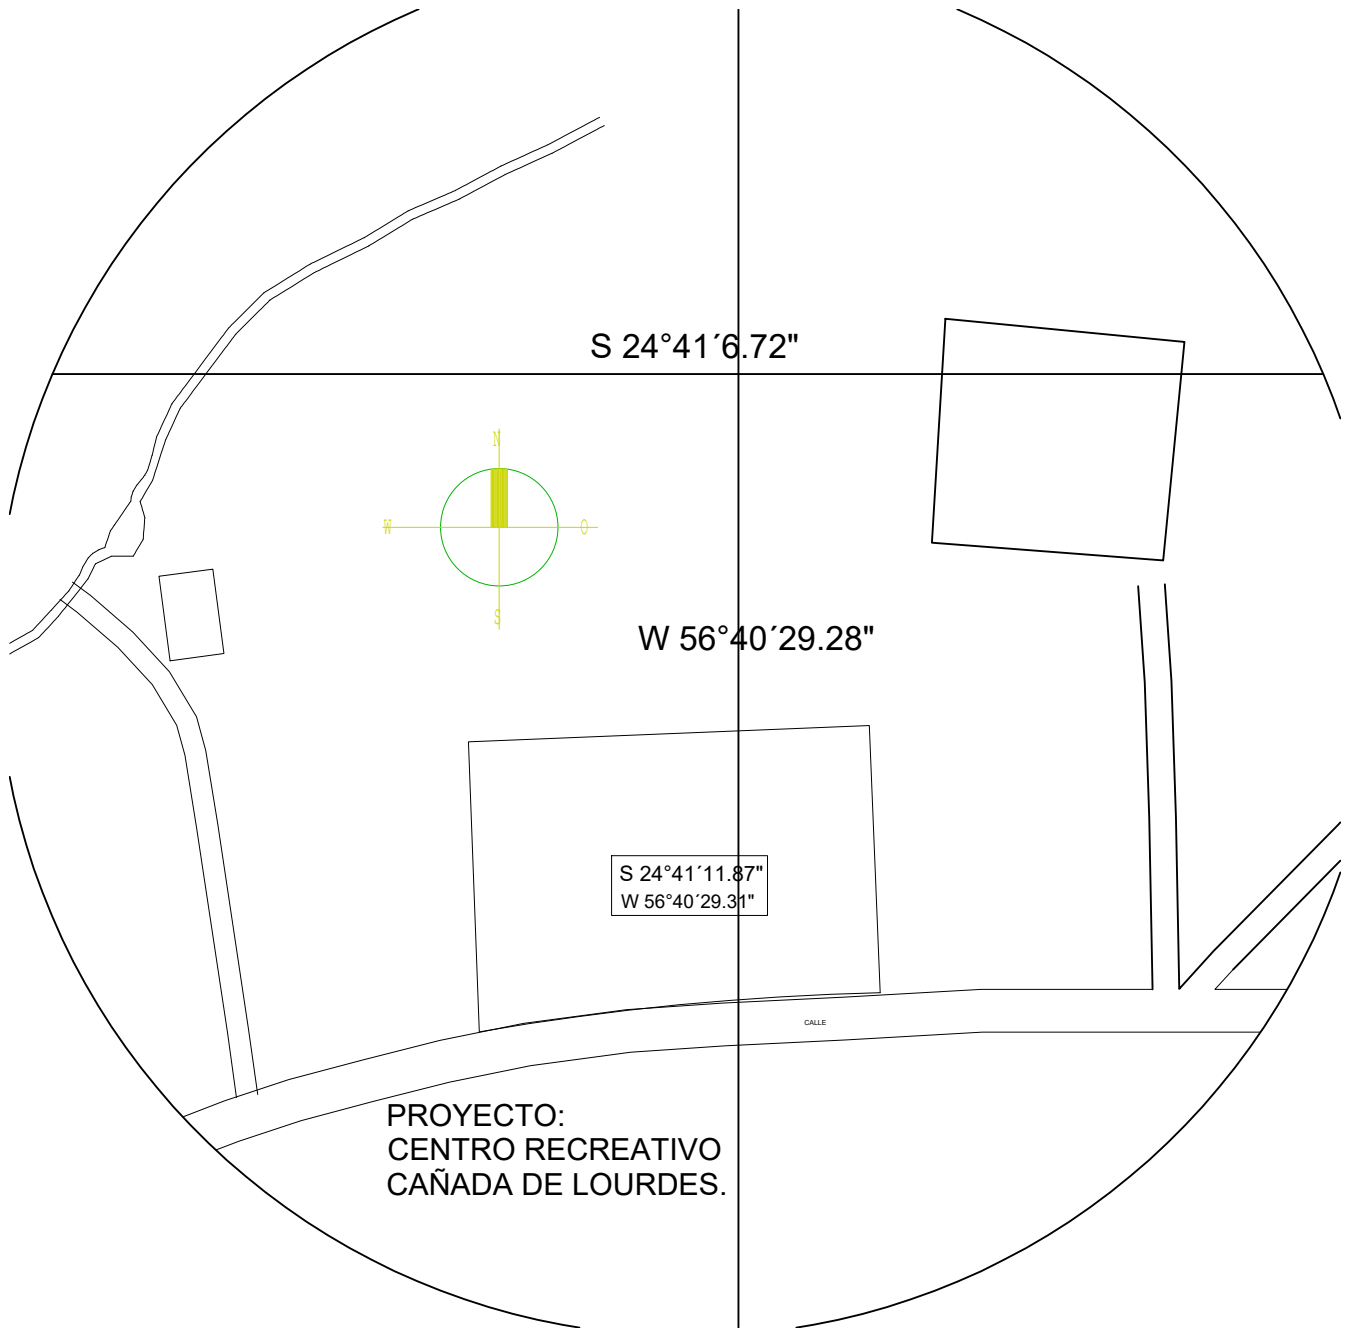 S 24°41´6.72"
N
W
O
S
W 56°40´29.28"
S 24°41´11.87"
W 56°40´29.31"
CALLE
PROYECTO:
CENTRO RECREATIVO
CAÑADA DE LOURDES.